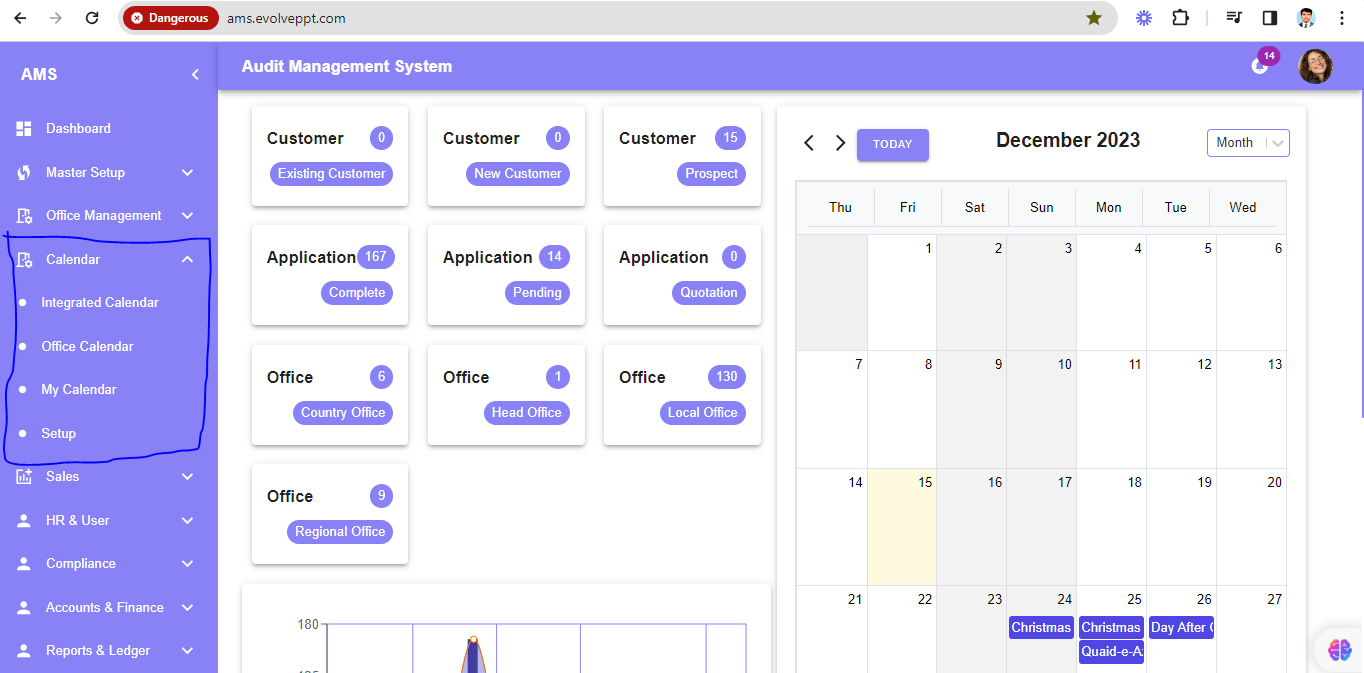 Dangerous ams.evolveppt.com
AMS
Dashboard
Master Setup
Office Management
Calendar
Integrated Calendar
Office Calendar
My Calendar
Setup
Sales
HR & User
Compliance
Accounts & Finance
Reports & Ledger
Audit Management System
14
Customer 0
Existing Customer
Customer 0
New Customer
Customer 15
Prospect
Application 167
Complete
Application 14
Pending
Application 0
Quotation
Office 6
Country Office
Office 1
Head Office
Office 130
Local Office
Office 9
Regional Office
180
TODAY December 2023 Month
Thu Fri Sat Sun Mon Tue Wed
1 2 3 4 5 6
7 8 9 10 11 12 13
14 15 16 17 18 19 20
21 22 23 24 25 26 27
Christmas Christmas Day After
Quaid-e-A